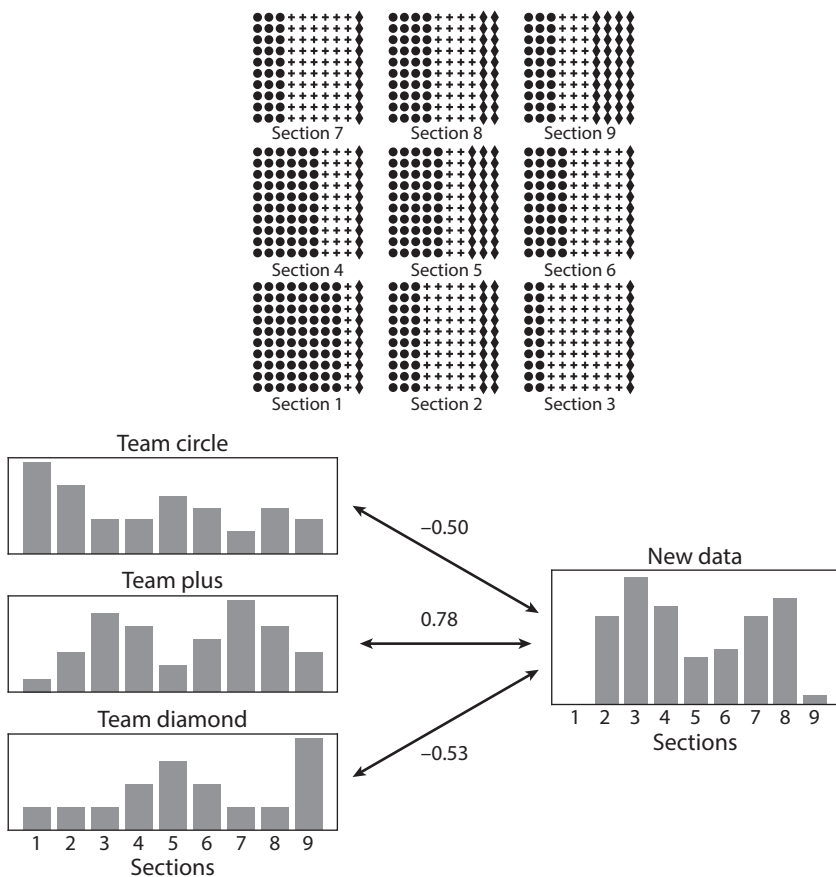 Section 7 Section 8 Section 9
Section 4 Section 5 Section 6
Section 1 Section 2 Section 3
Team circle
Team plus
Team diamond
1 2 3 4 5 6 7 8 9
Sections
–0.50
0.78
–0.53
New data
1 2 3 4 5 6 7 8 9
Sections